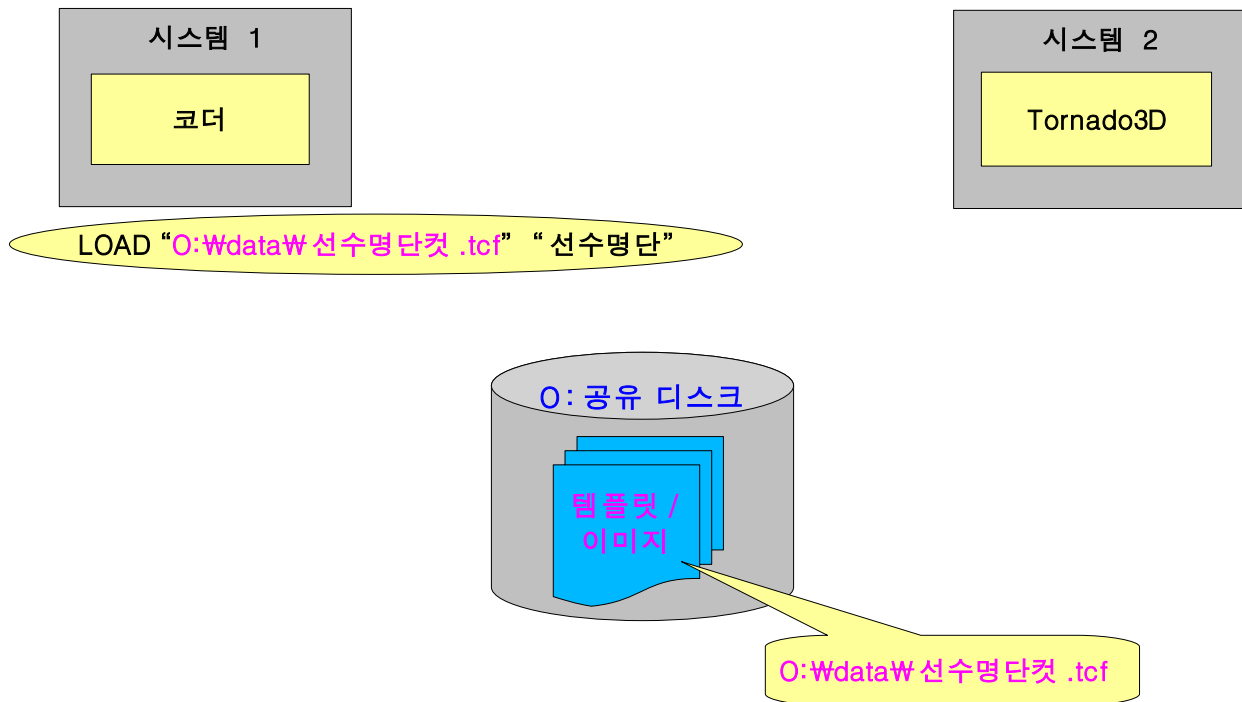 시스템 1
코더
시스템 2
Tornado3D
LOAD “O:₩data₩선수명단컷 .tcf” “선수명단”
O: 공유 디스크
템플릿 /
이미지
O:₩data₩선수명단컷 .tcf